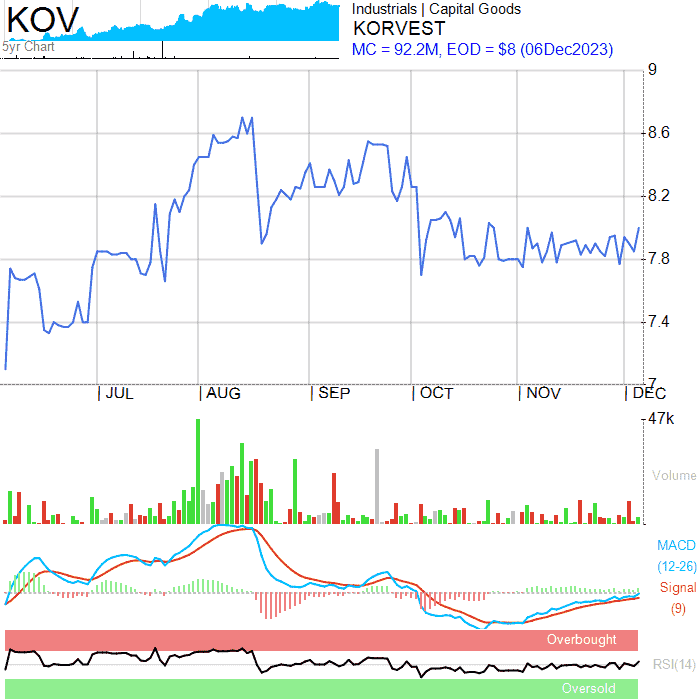 KOV
5yr Chart
Industrials | Capital Goods
KORVEST
MC = 92.2M, EOD = $8 (06Dec2023)
9
8.6
8.2
7.8
7.4
7
| JUL | AUG | SEP | OCT | NOV | DEC
47k
Volume
MACD
(12-26)
Signal
(9)
Overbought
RSI(14)
Oversold